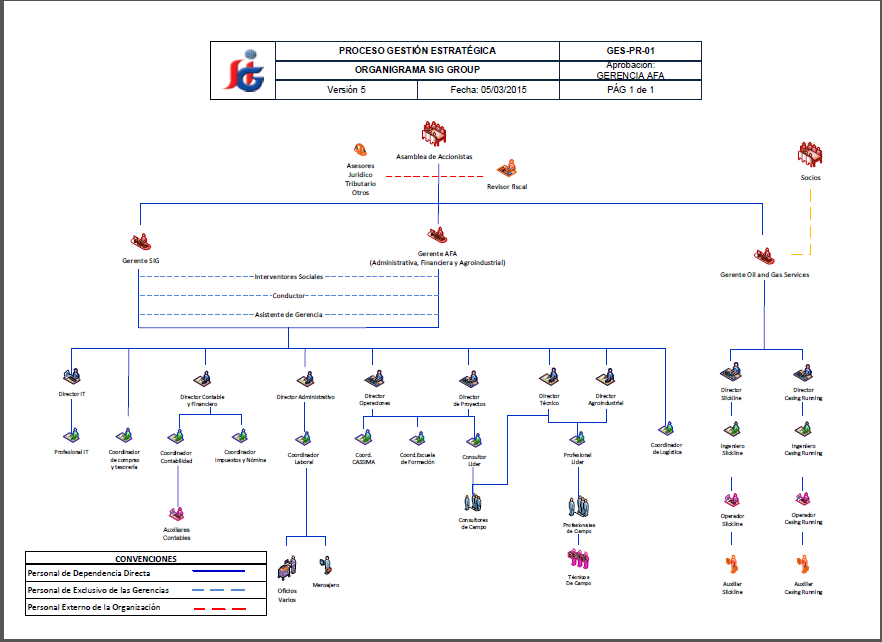 PROCESO GESTIÓN ESTRATÉGICA
GES-PR-01
ORGANIGRAMA SIG GROUP
Aprobación:
GERENCIA AFA
Versión 5
Fecha: 05/03/2015
PÁG 1 de 1
Asamblea de Accionistas
Asesores
Jurídico
Tributario
Otros
Revisor fiscal
Socios
Gerente SIG
Gerente AFA
(Administrativa, Financiera y Agroindustrial)
Gerente Oil and Gas Services
Interventores Sociales
Conductor
Asistente de Gerencia
Director IT
Director Contable
y Financiero
Director Administrativo
Director
Operaciones
Director
de Proyectos
Director
Técnico
Director
Agroindustrial
Director
Slickline
Director
Casing Running
Profesional IT
Coordinador
de compras
y tesorería
Coordinador
Contabilidad
Coordinador
Impuestos y Nómina
Coordinador
Laboral
Coord.
CASSIMA
Coord.Escuela
de Formación
Consultor
Líder
Profesional
Líder
Coordinador
de Logística
Ingeniero
Slickline
Ingeniero
Casing Running
Auxiliares
Contables
Consultores
de Campo
Profesionales
de Campo
Operador
Slickline
Operador
Casing Running
Oficios
Varios
Mensajero
Técnicos
De Campo
Auxiliar
Slickline
Auxiliar
Casing Running
CONVENCIONES
Personal de Dependencia Directa
Personal de Exclusivo de las Gerencias
Personal Externo de la Organización